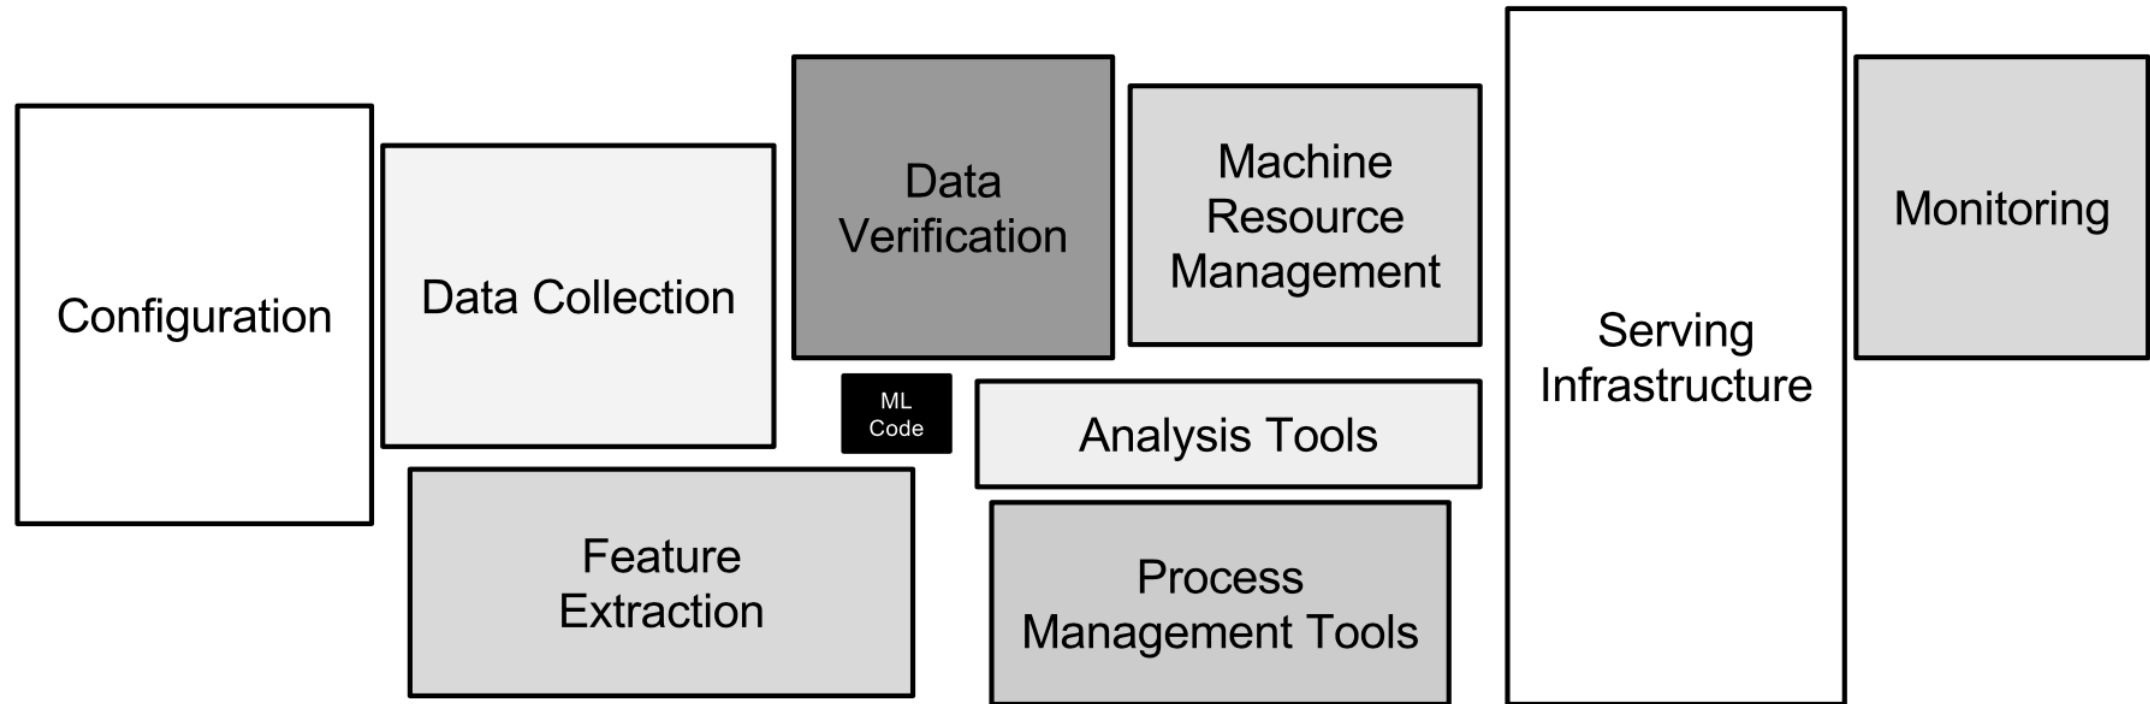 Configuration
Data Collection
Feature
Extraction
Data
Verification
ML
Code
Machine
Resource
Management
Analysis Tools
Process
Management Tools
Serving
Infrastructure
Monitoring